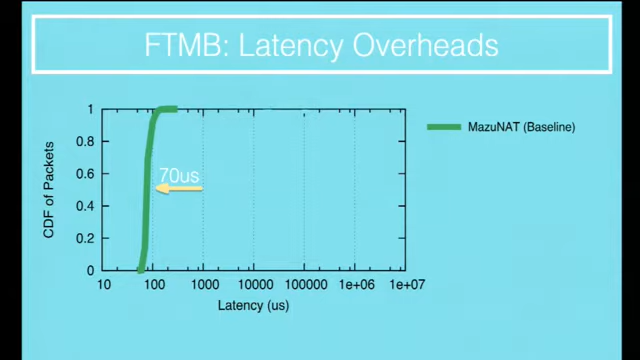 FTMB: Latency Overheads
1
0.8
0.6
0.4
0.2
0
CDF of Packets
70us
MazuNAT (Baseline)
10 100 1000 10000 100000 1e+06 1e+07
Latency (us)